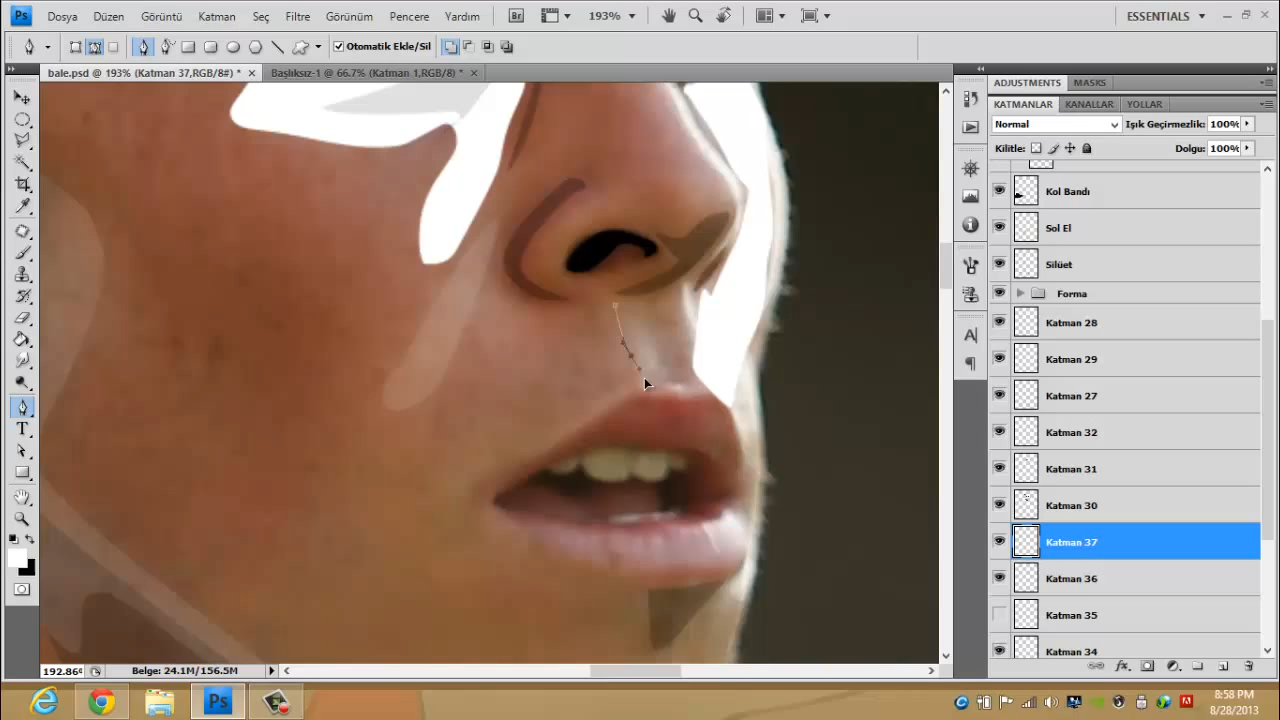 Ps Dosya Düzen Görüntü Katman Seç Filtre Görünüm Pencere Yardım Br 193% ESSENTIALS
Otomatik Ekle/Sil
bale.psd @ 193% (Katman 37,RGB/8#) * Başlıksız-1 @ 66.7% (Katman 1,RGB/8) *
ADJUSTMENTS MASKS
KATMANLAR KANALLAR YOLLAR
Normal Işık Geçirmezlik: 100%
Kilitle: Dolgu: 100%
Kol Bandı
Sol El
Silüet
Forma
Katman 28
Katman 29
Katman 27
Katman 32
Katman 31
Katman 30
Katman 37
Katman 36
Katman 35
Katman 34
192.86 Belge: 24.1M/156.5M
Ps
8:58 PM
8/28/2013